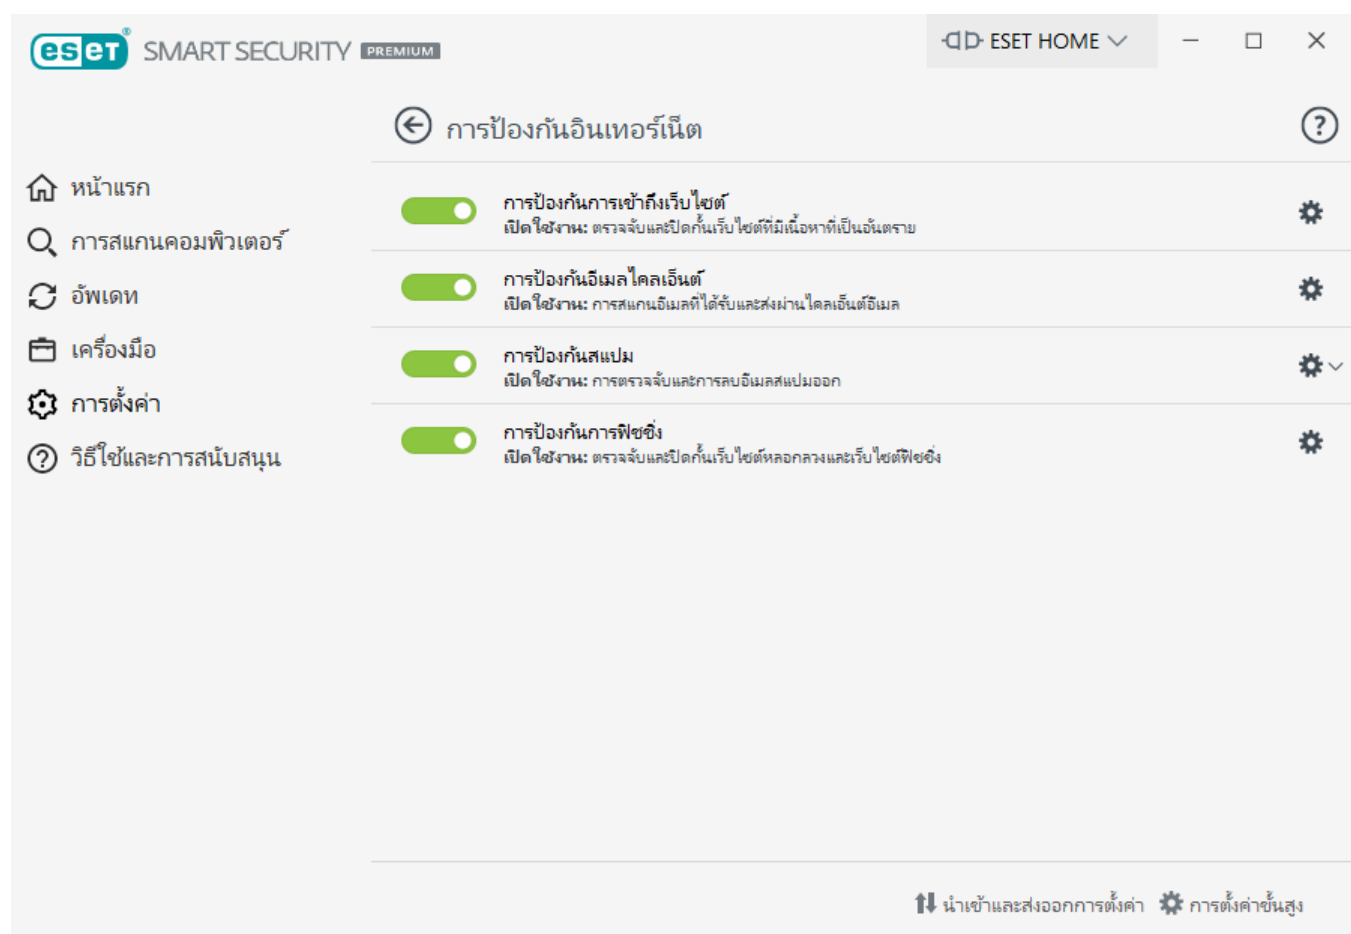 eset® SMART SECURITY PREMIUM
ESET HOME
การป้องกันอินเทอร์เน็ต
หน้าแรก
การสแกนคอมพิวเตอร์
อัพเดท
เครื่องมือ
การตั้งค่า
วิธีใช้และการสนับสนุน
การป้องกันการเข้าถึงเว็บไซต์
เปิดใช้งาน: ตรวจจับและปิดกั้นเว็บไซต์ที่มีเนื้อหาที่เป็นอันตราย
การป้องกันอีเมลไคลเอ็นต์
เปิดใช้งาน: การสแกนอีเมลที่ได้รับและส่งผ่านไคลเอ็นต์อีเมล
การป้องกันสแปม
เปิดใช้งาน: การตรวจจับและการลบอีเมลสแปมออก
การป้องกันการฟิชชิ่ง
เปิดใช้งาน: ตรวจจับและปิดกั้นเว็บไซต์หลอกลวงและเว็บไซต์ฟิชชิ่ง
นำเข้าและส่งออกการตั้งค่า
การตั้งค่าขั้นสูง